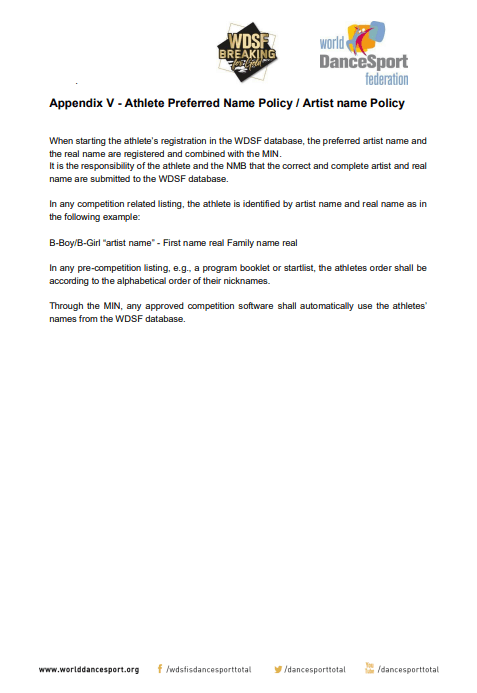 WDSF
BREAKING
for Gold
world
DanceSport
federation
.
Appendix V - Athlete Preferred Name Policy / Artist name Policy
When starting the athlete's registration in the WDSF database, the preferred artist name and
the real name are registered and combined with the MIN.
It is the responsibility of the athlete and the NMB that the correct and complete artist and real
name are submitted to the WDSF database.
In any competition related listing, the athlete is identified by artist name and real name as in
the following example:
B-Boy/B-Girl “artist name” - First name real Family name real
In any pre-competition listing, e.g., a program booklet or startlist, the athletes order shall be
according to the alphabetical order of their nicknames.
Through the MIN, any approved competition software shall automatically use the athletes'
names from the WDSF database.
www.worlddancesport.org /wdsfisdancesporttotal /dancesporttotal You Tube /dancesporttotal